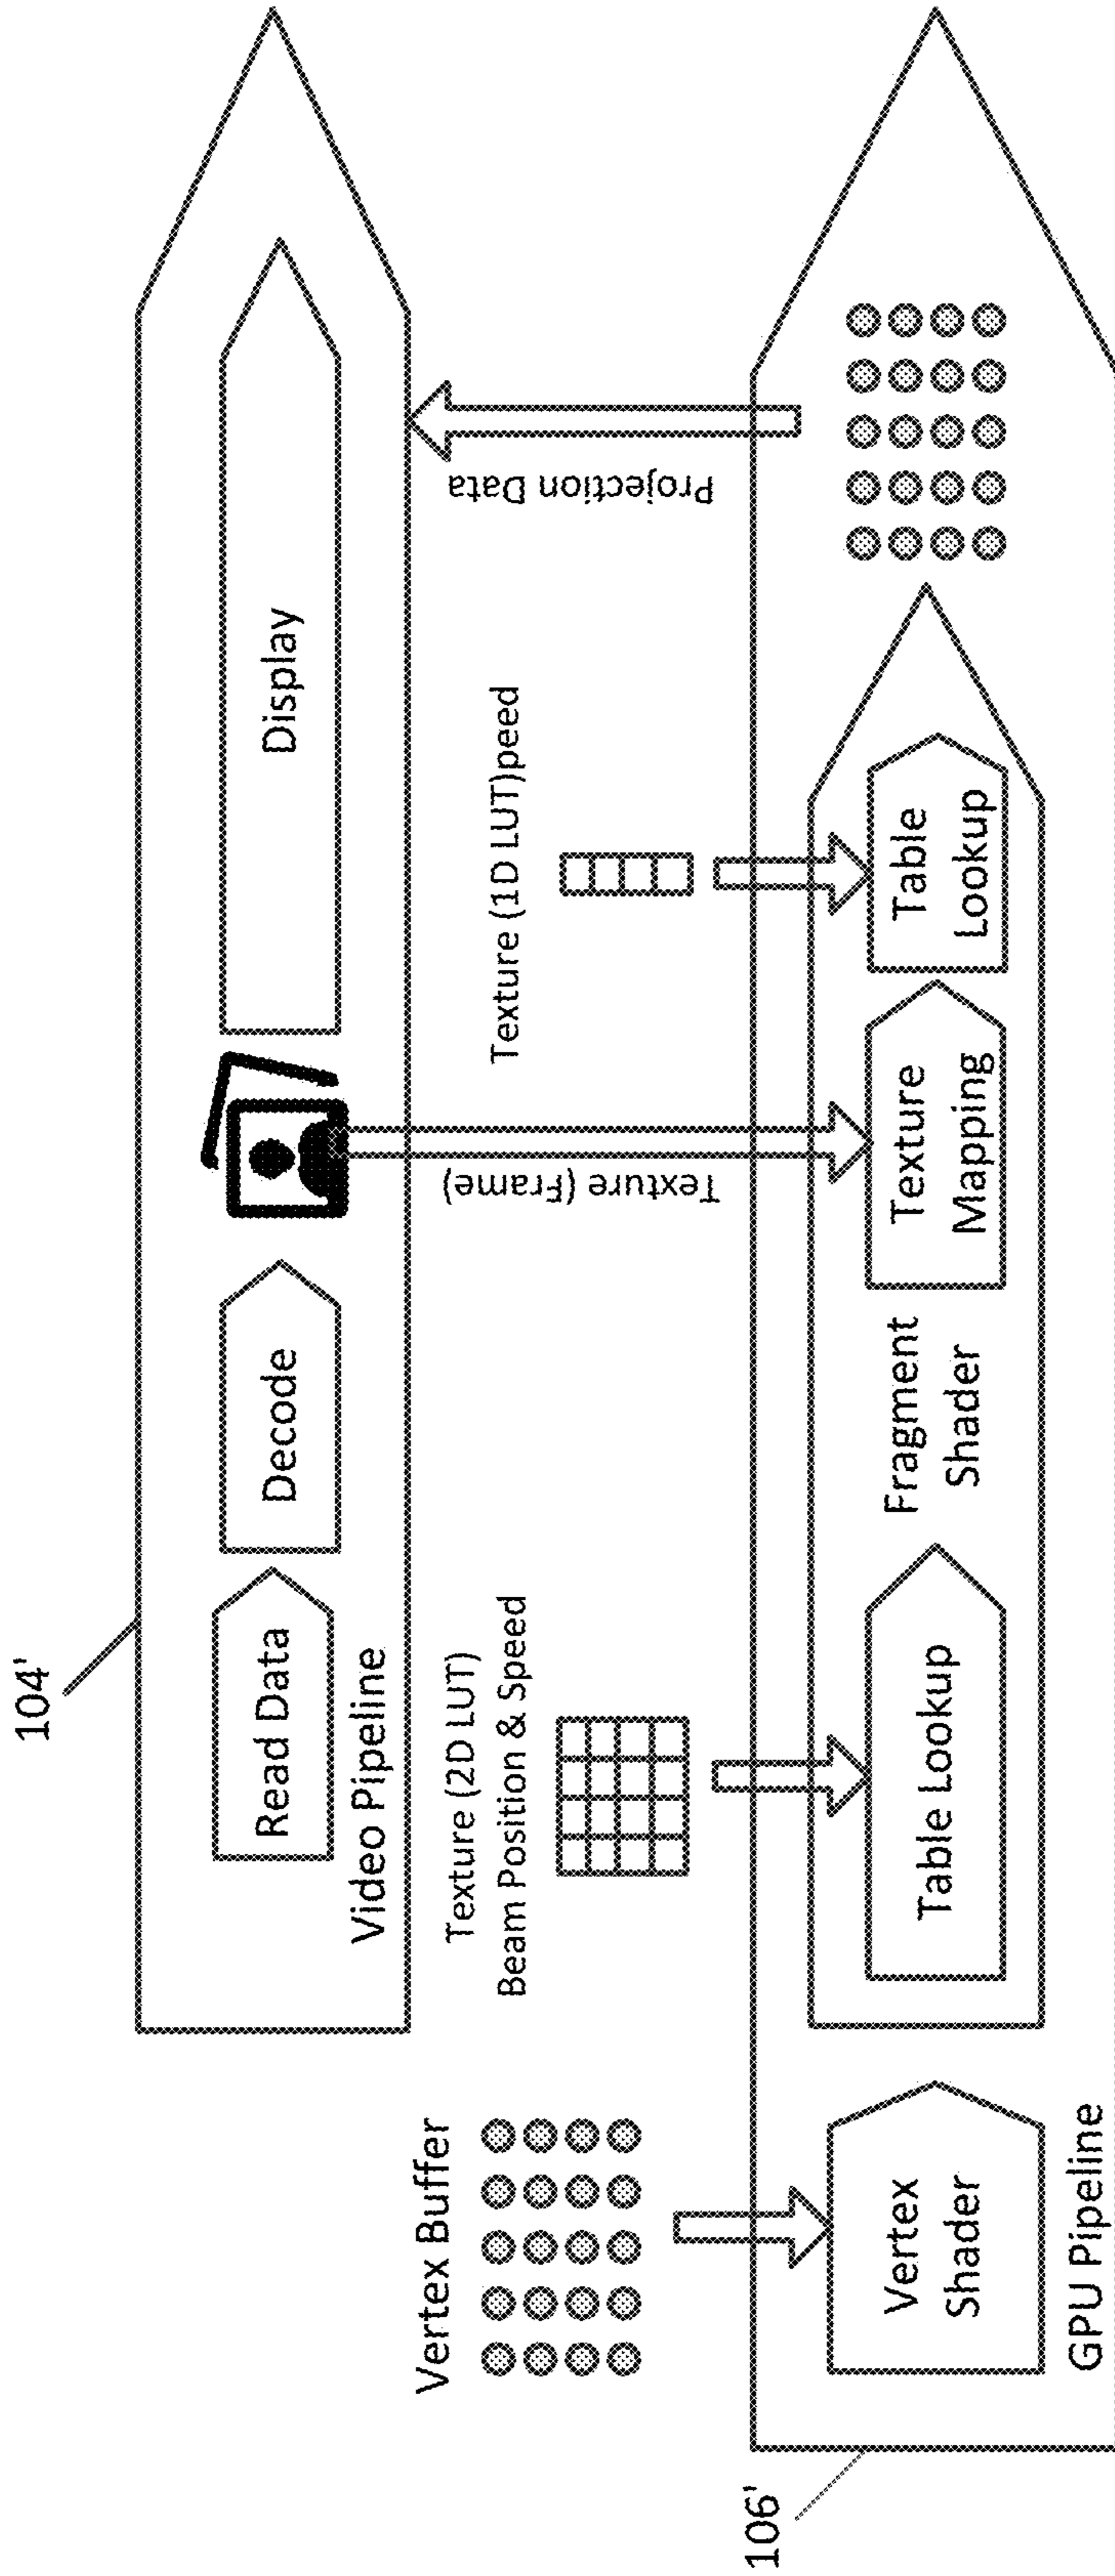 104'
Read Data
Decode
Display
Video Pipeline
Vertex Buffer
Texture (2D LUT)
Beam Position & Speed
Texture (Frame)
Texture (1D LUT)peed
Projection Data
106'
Vertex
Shader
Table Lookup
Fragment
Shader
Texture
Mapping
Table
Lookup
GPU Pipeline